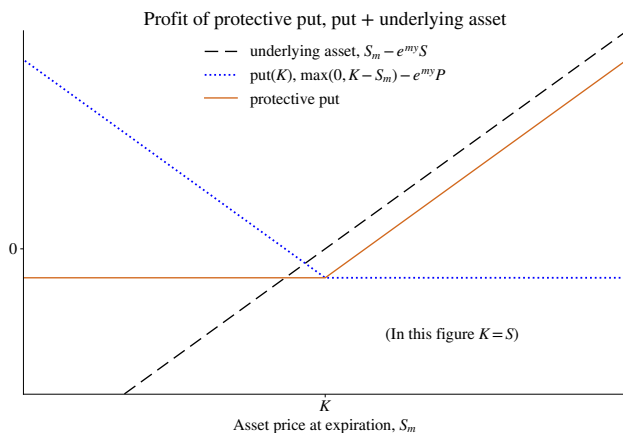 Profit of protective put, put + underlying asset
underlying asset, $S_m - e^{my}S$
put($K$), $\max(0, K - S_m) - e^{my}P$
protective put
0
(In this figure $K = S$)
$K$
Asset price at expiration, $S_m$